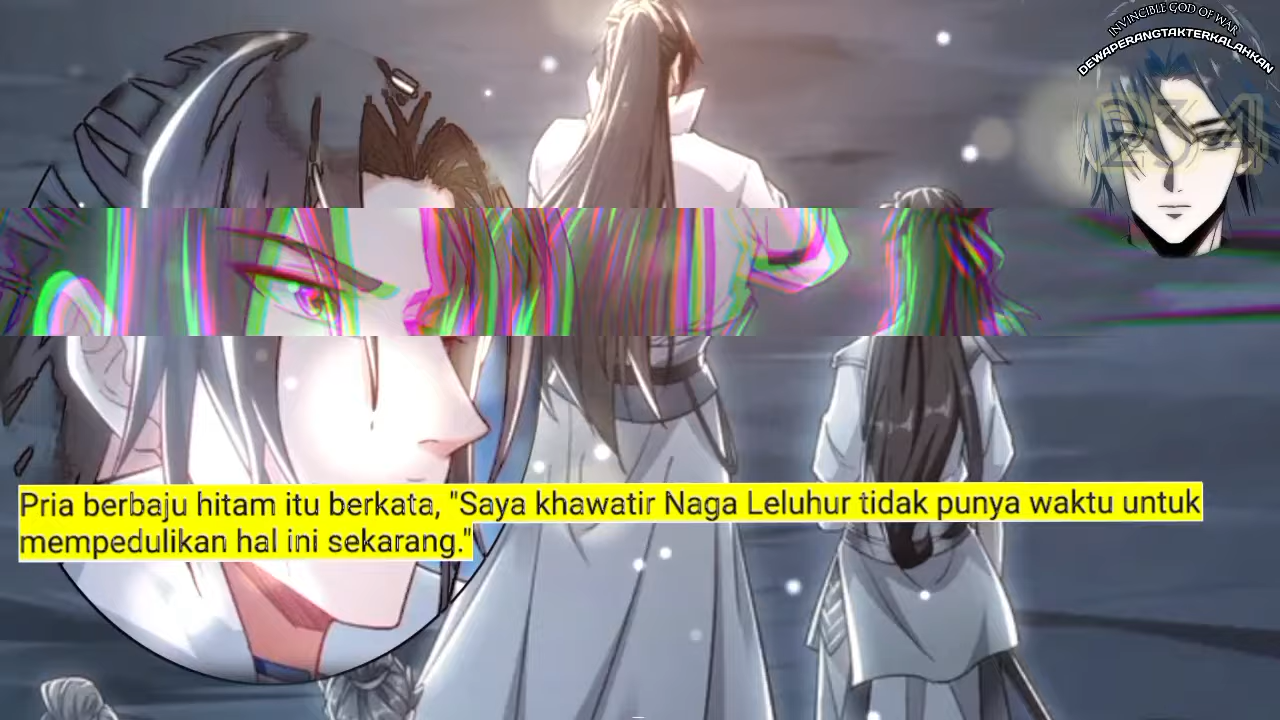 INVINCIBLE GOD OF WAR
DEWAPERANGTAKTERKALAHKAN
234
Pria berbaju hitam itu berkata, "Saya khawatir Naga Leluhur tidak punya waktu untuk
mempedulikan hal ini sekarang."